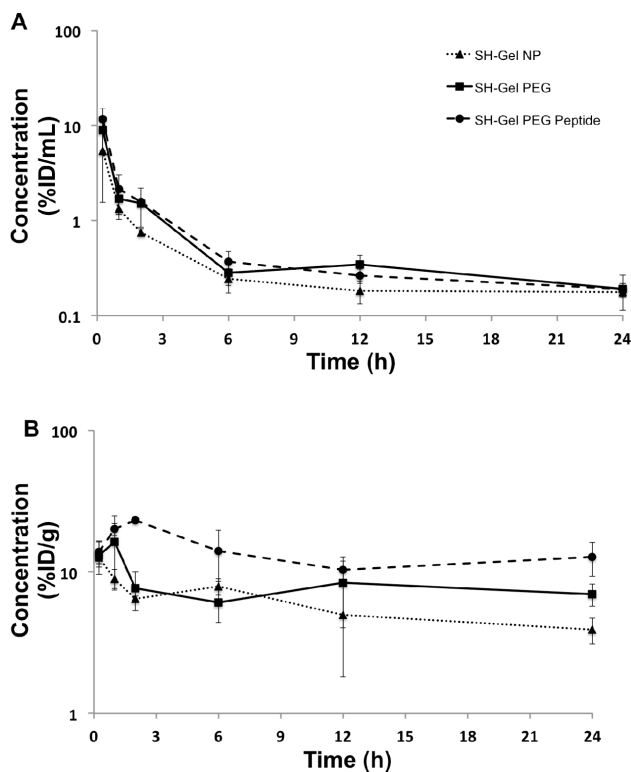 A
100
10
1
0.1
Concentration
(%ID/mL)
SH-Gel NP
SH-Gel PEG
SH-Gel PEG Peptide
0 3 6 9 12 15 18 21 24
Time (h)
B
100
10
1
Concentration
(%ID/g)
0 3 6 9 12 15 18 21 24
Time (h)